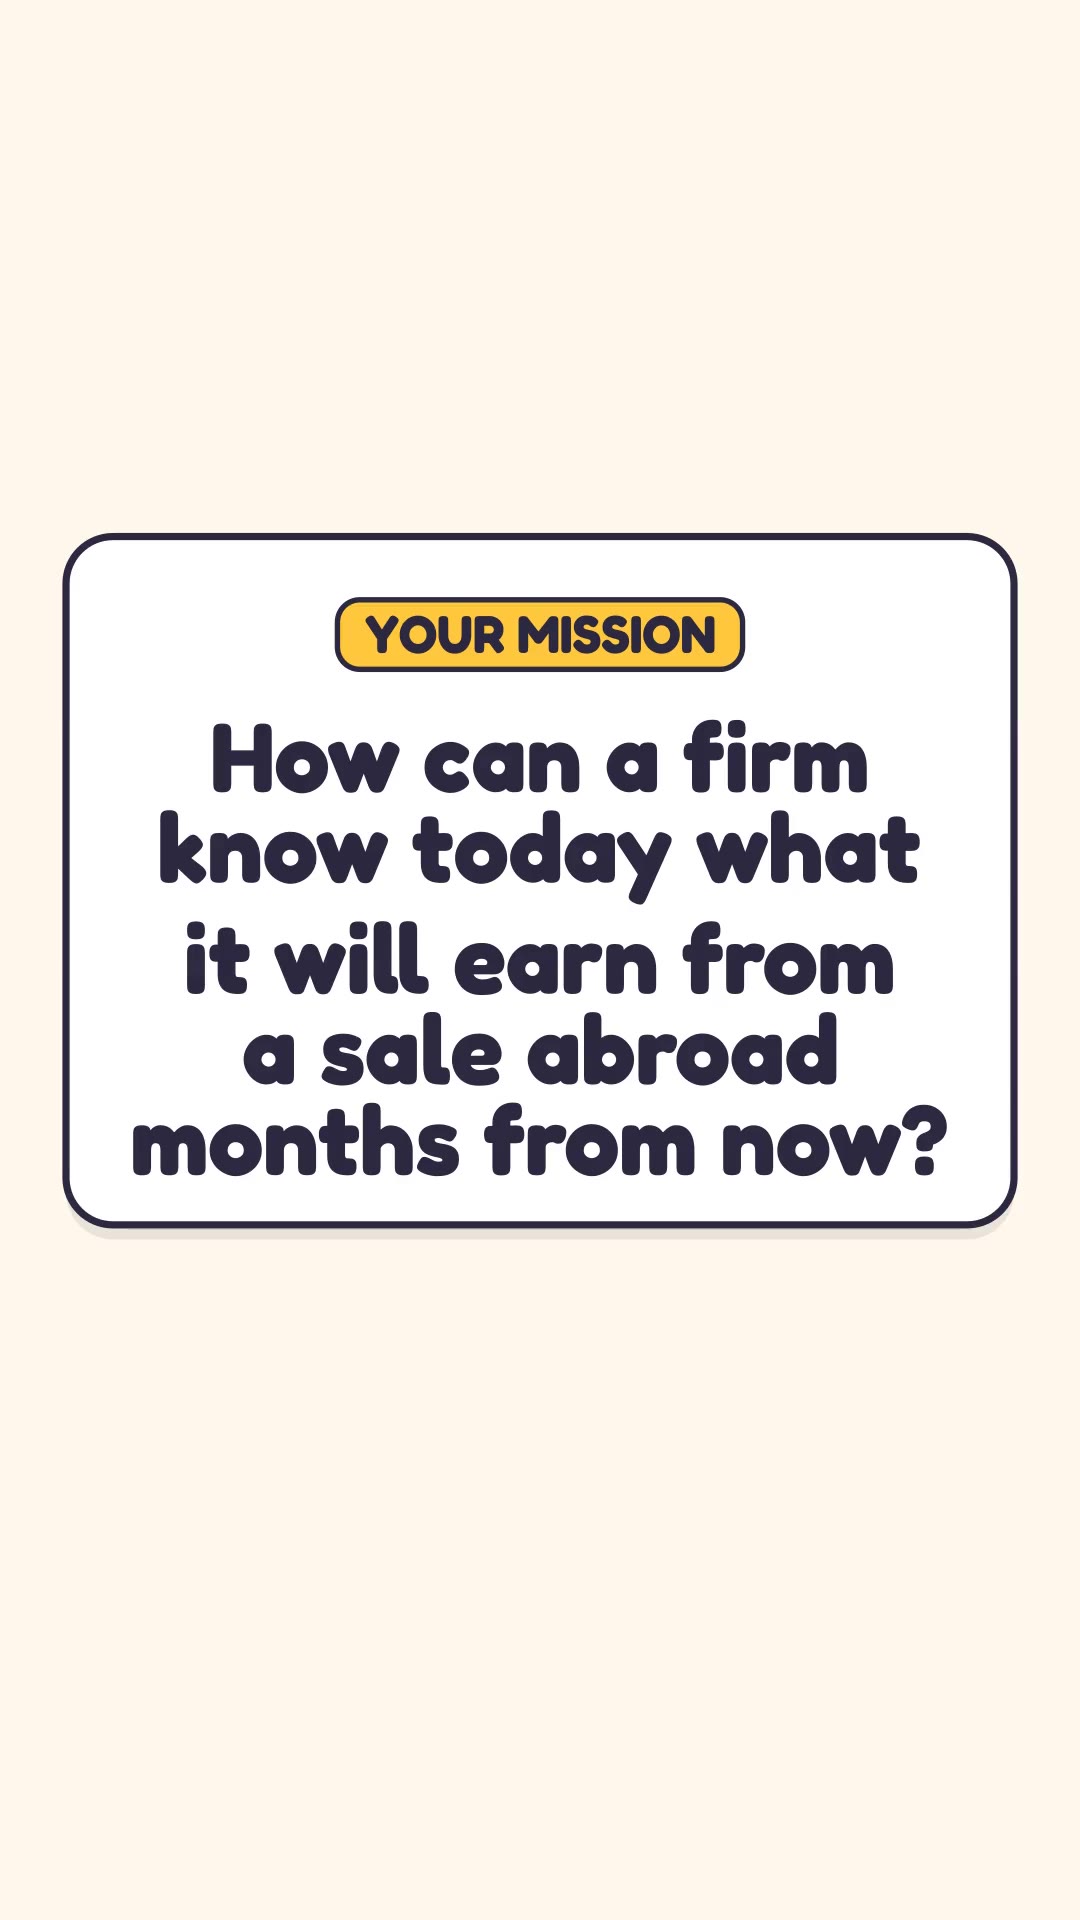 YOUR MISSION
How can a firm
know today what
it will earn from
a sale abroad
months from now?